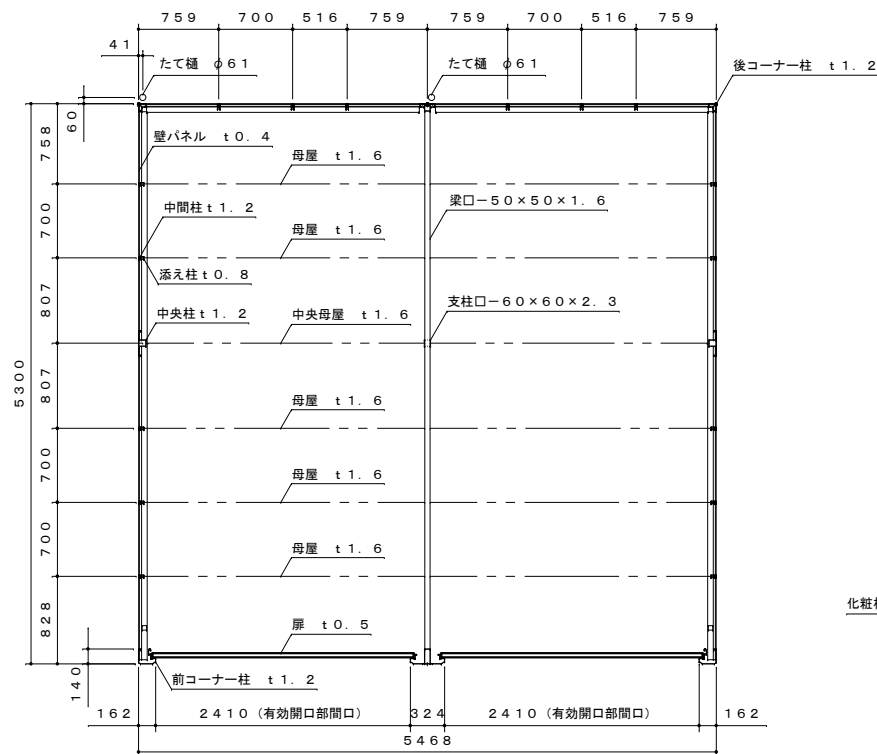 759 700 516 759 759 700 516 759
41
たて樋 φ61
たて樋 φ61
後コーナー柱 t1.2
60
758
壁パネル t0.4
母屋 t1.6
700
中間柱t1.2
梁口−50×50×1.6
母屋 t1.6
添え柱t0.8
807
中央柱t1.2
中央母屋 t1.6
支柱口−60×60×2.3
5300
807
母屋 t1.6
700
母屋 t1.6
700
母屋 t1.6
828
化粧
扉 t0.5
140
前コーナー柱 t1.2
162 2410(有効開口部間口) 324 2410(有効開口部間口) 162
5468